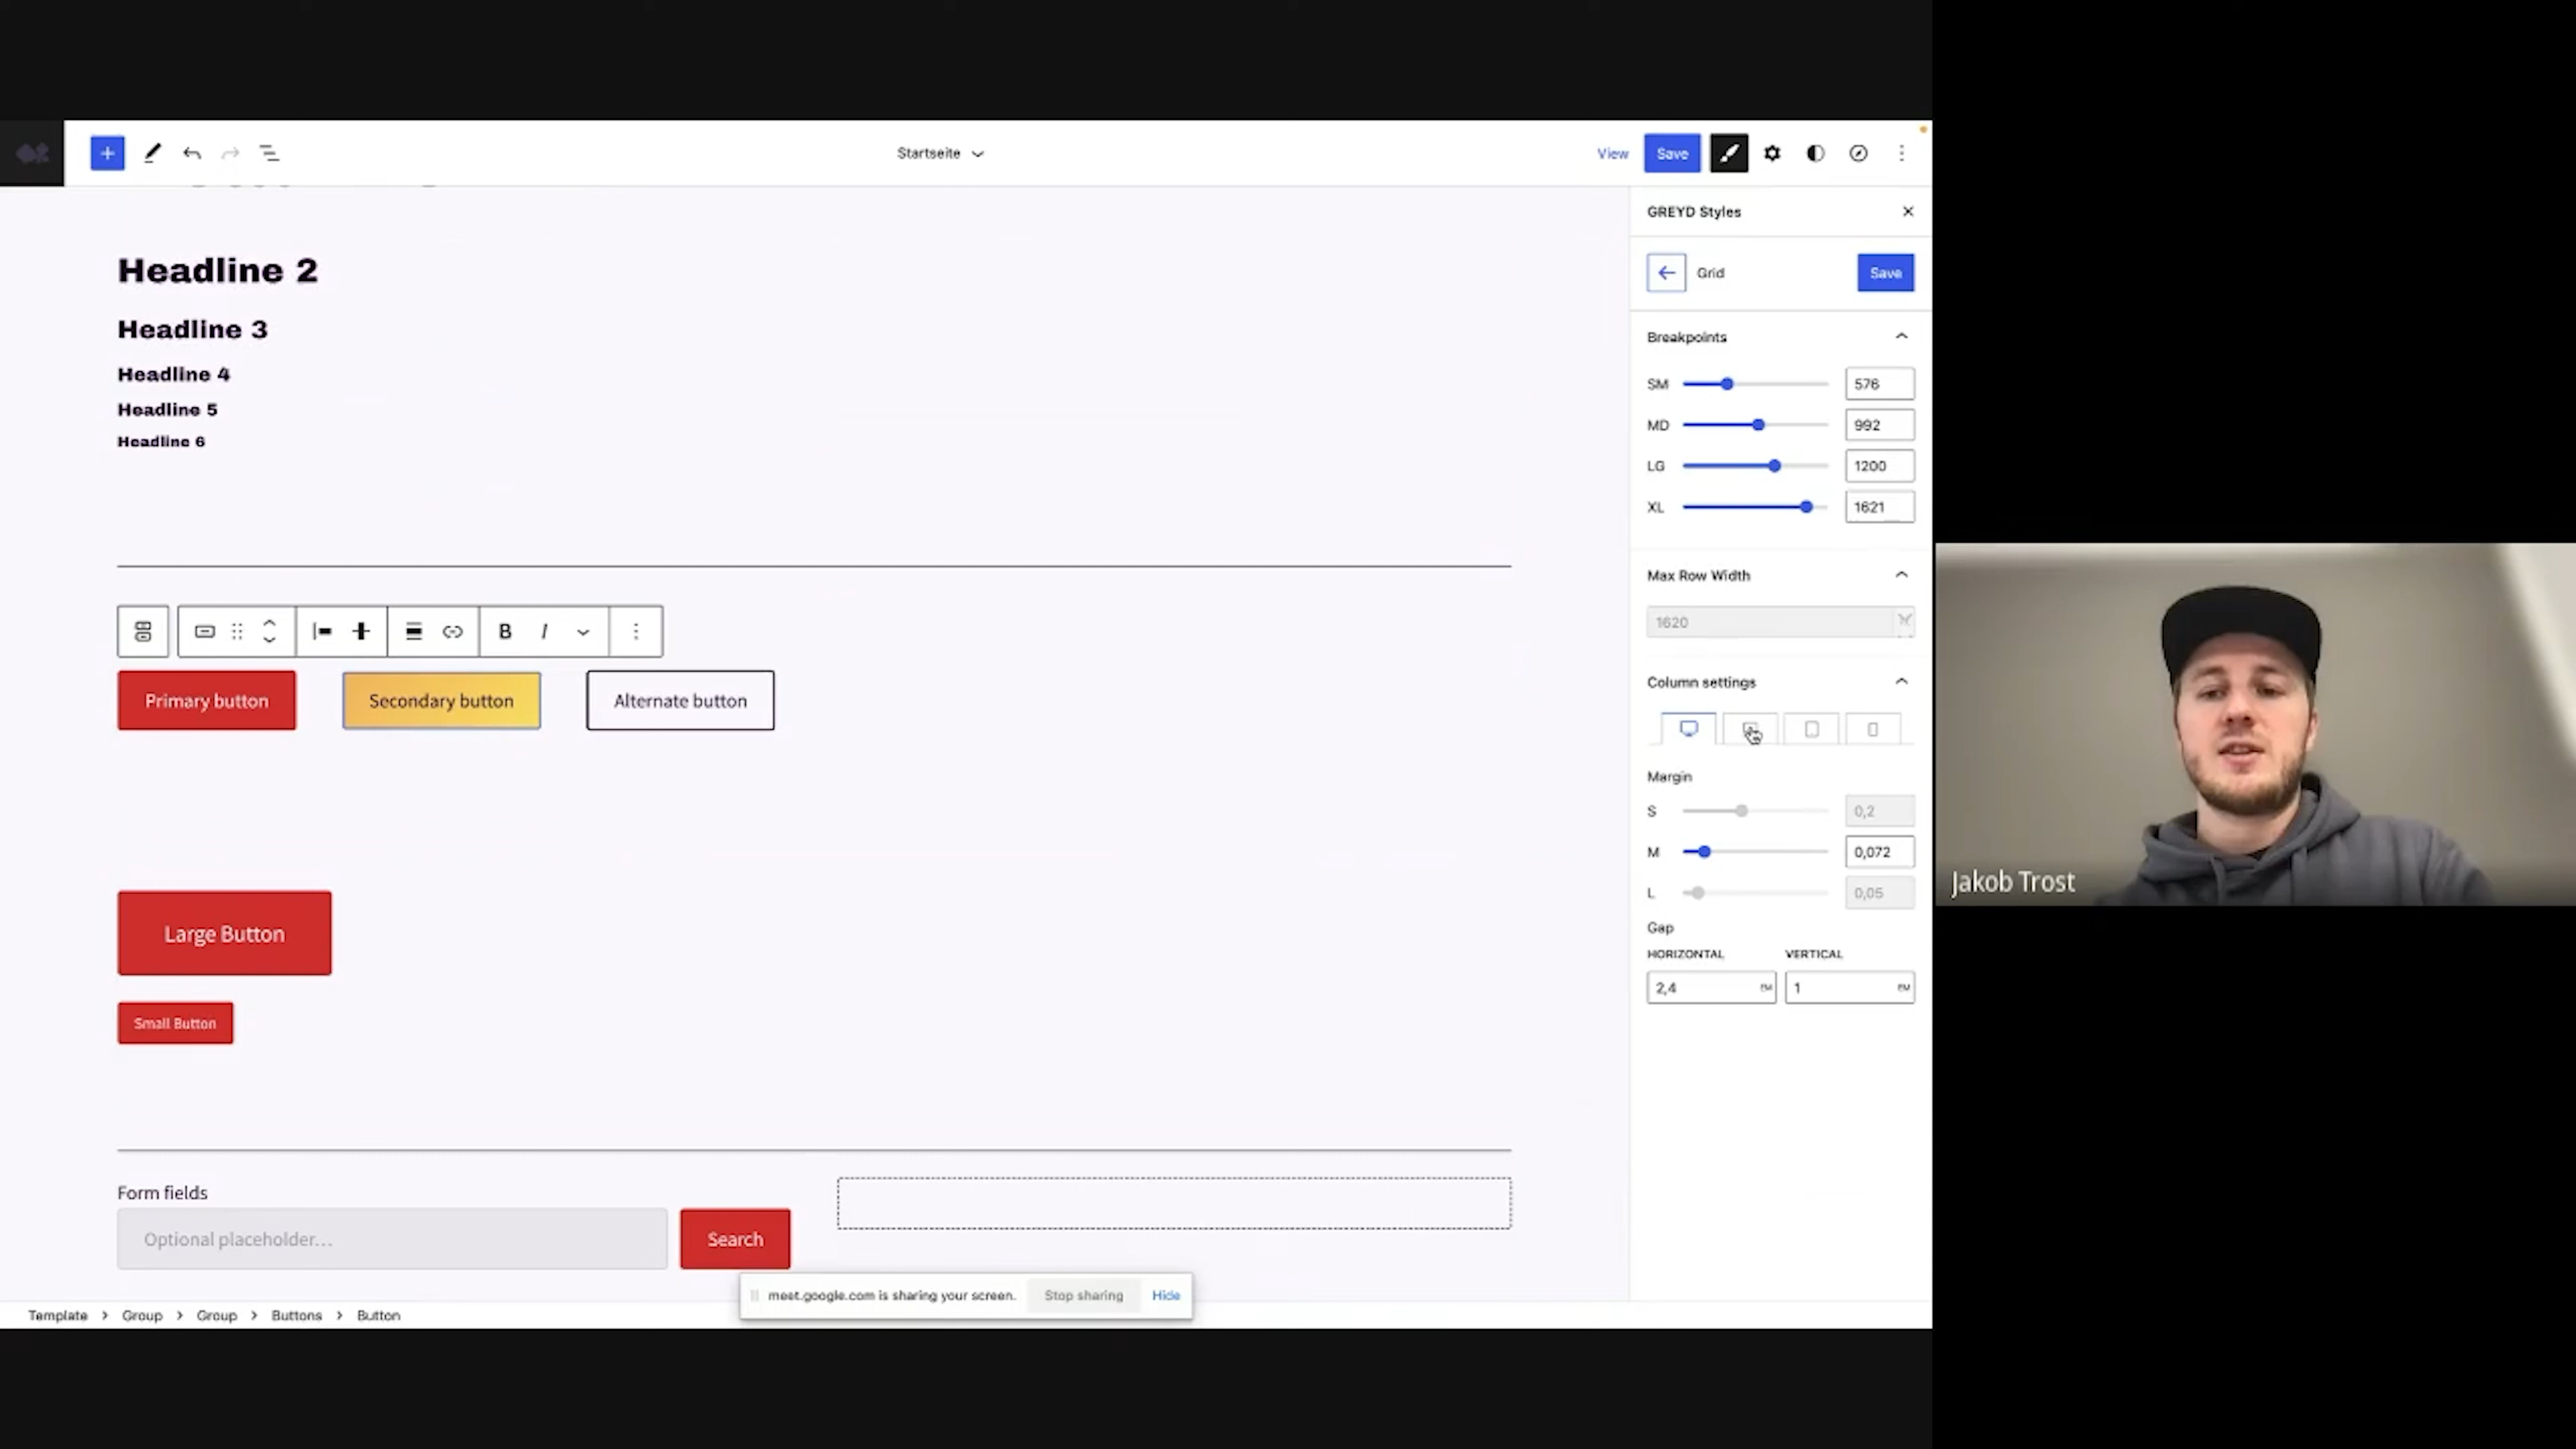 Startseite
View
Save
GREYD Styles
Grid
Save
Headline 2
Headline 3
Headline 4
Headline 5
Headline 6
Breakpoints
SM 576
MD 992
LG 1200
XL 1621
Max Row Width
1620
Column settings
B I
Primary button
Secondary button
Alternate button
Margin
S 0,2
M 0,072
L 0,05
Gap
HORIZONTAL VERTICAL
2,4 EM 1 EM
Jakob Trost
Large Button
Small Button
Form fields
Optional placeholder...
Search
meet.google.com is sharing your screen. Stop sharing Hide
Template > Group > Group > Buttons > Button